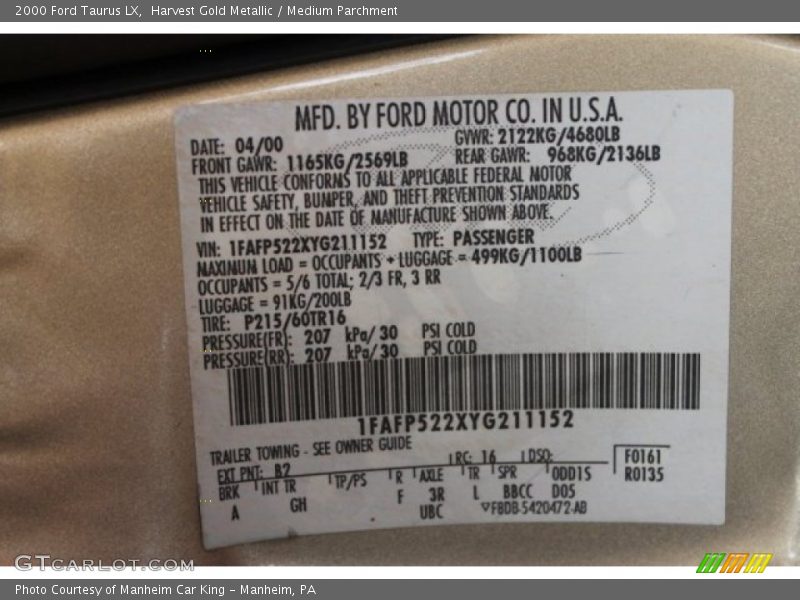 2000 Ford Taurus LX,  Harvest Gold Metallic / Medium Parchment
MFD. BY FORD MOTOR CO. IN U.S.A.
DATE: 04/00 GVWR: 2122KG/4680LB
FRONT GAWR: 1165KG/2569LB REAR GAWR: 968KG/2136LB
THIS VEHICLE CONFORMS TO ALL APPLICABLE FEDERAL MOTOR
VEHICLE SAFETY, BUMPER, AND THEFT PREVENTION STANDARDS
IN EFFECT ON THE DATE OF MANUFACTURE SHOWN ABOVE.
VIN: 1FAFP522XYG211152 TYPE: PASSENGER
MAXIMUM LOAD = OCCUPANTS + LUGGAGE = 499KG/1100LB
OCCUPANTS = 5/6 TOTAL; 2/3 FR, 3 RR
LUGGAGE = 91KG/200LB
TIRE: P215/60TR16
PRESSURE(FR): 207 kPa/ 30 PSI COLD
PRESSURE(RR): 207 kPa/ 30 PSI COLD
1FAFP522XYG211152
TRAILER TOWING - SEE OWNER GUIDE
EXT PNT: B2 RC: 16 DSO: F0161
BRK INT TR TP/PS R AXLE TR SPR ODD1S R0135
A GH F 3R L BBCC DOS
UBC F8DB-5420472-AB
GTCarLot.com
Photo Courtesy of Manheim Car King – Manheim, PA